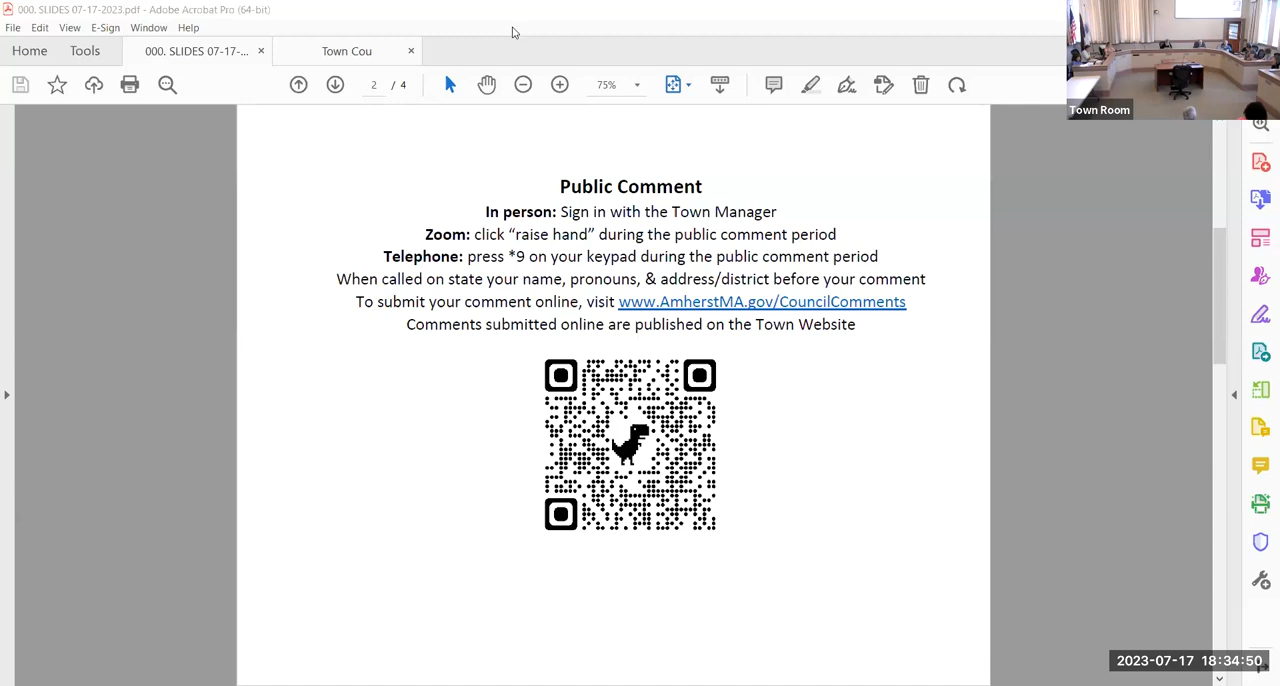 000. SLIDES 07-17-2023.pdf - Adobe Acrobat Pro (64-bit)
File Edit View E-Sign Window Help
Home Tools 000. SLIDES 07-17-... × Town Cou ×
2 / 4 75%
Town Room
Public Comment
In person: Sign in with the Town Manager
Zoom: click “raise hand” during the public comment period
Telephone: press *9 on your keypad during the public comment period
When called on state your name, pronouns, & address/district before your comment
To submit your comment online, visit www.AmherstMA.gov/CouncilComments
Comments submitted online are published on the Town Website
2023-07-17 18:34:50